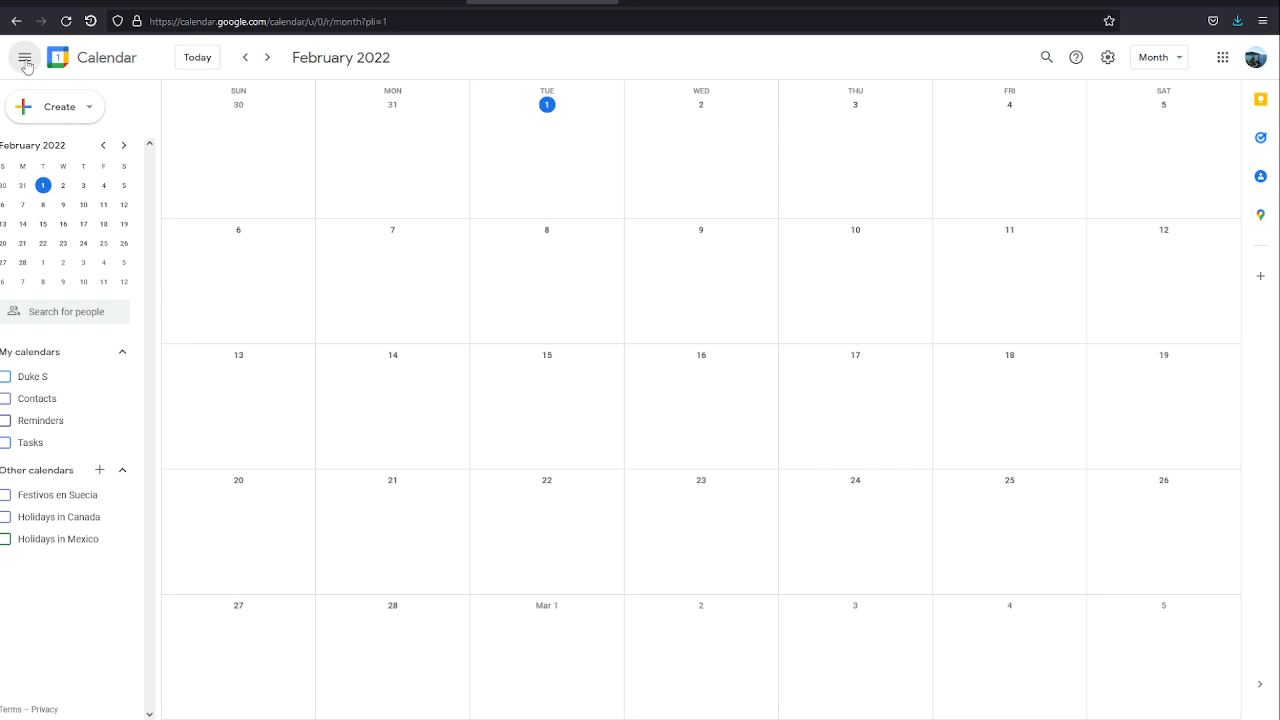 https://calendar.google.com/calendar/u/0/r/month?pli=1
1 Calendar Today February 2022 Month
Create
February 2022
S M T W T F S
30 31 1 2 3 4 5
6 7 8 9 10 11 12
13 14 15 16 17 18 19
20 21 22 23 24 25 26
27 28 1 2 3 4 5
6 7 8 9 10 11 12
Search for people
My calendars
Duke S
Contacts
Reminders
Tasks
Other calendars
Festivos en Suecia
Holidays in Canada
Holidays in Mexico
Terms – Privacy
SUN MON TUE WED THU FRI SAT
30 31 1 2 3 4 5
6 7 8 9 10 11 12
13 14 15 16 17 18 19
20 21 22 23 24 25 26
27 28 Mar 1 2 3 4 5